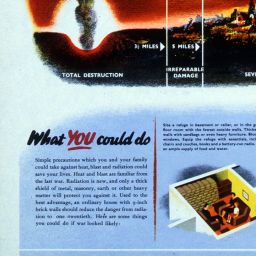 3½ MILES
5 MILES
TOTAL DESTRUCTION
IRREPARABLE
DAMAGE
SEVE
What YOU could do
Simple precautions which you and your family
could take against heat, blast and radiation could
save your lives. Heat and blast are familiar from
the last war. Radiation is new, and only a thick
shield of metal, masonry, earth or other heavy
matter will protect you against it. Used to the
best advantage, an ordinary house with 9-inch
brick walls should reduce the danger from radia-
tion to one-twentieth. Here are some things
you could do if war looked likely:
Site a refuge in basement or cellar, or in the g
floor room with the fewest outside walls. Thicke
walls with sandbags or even heavy furniture. Blo
windows. Equip the refuge with essentials, inc
chairs and couches, books and a battery-run radio
an ample supply of food and water.